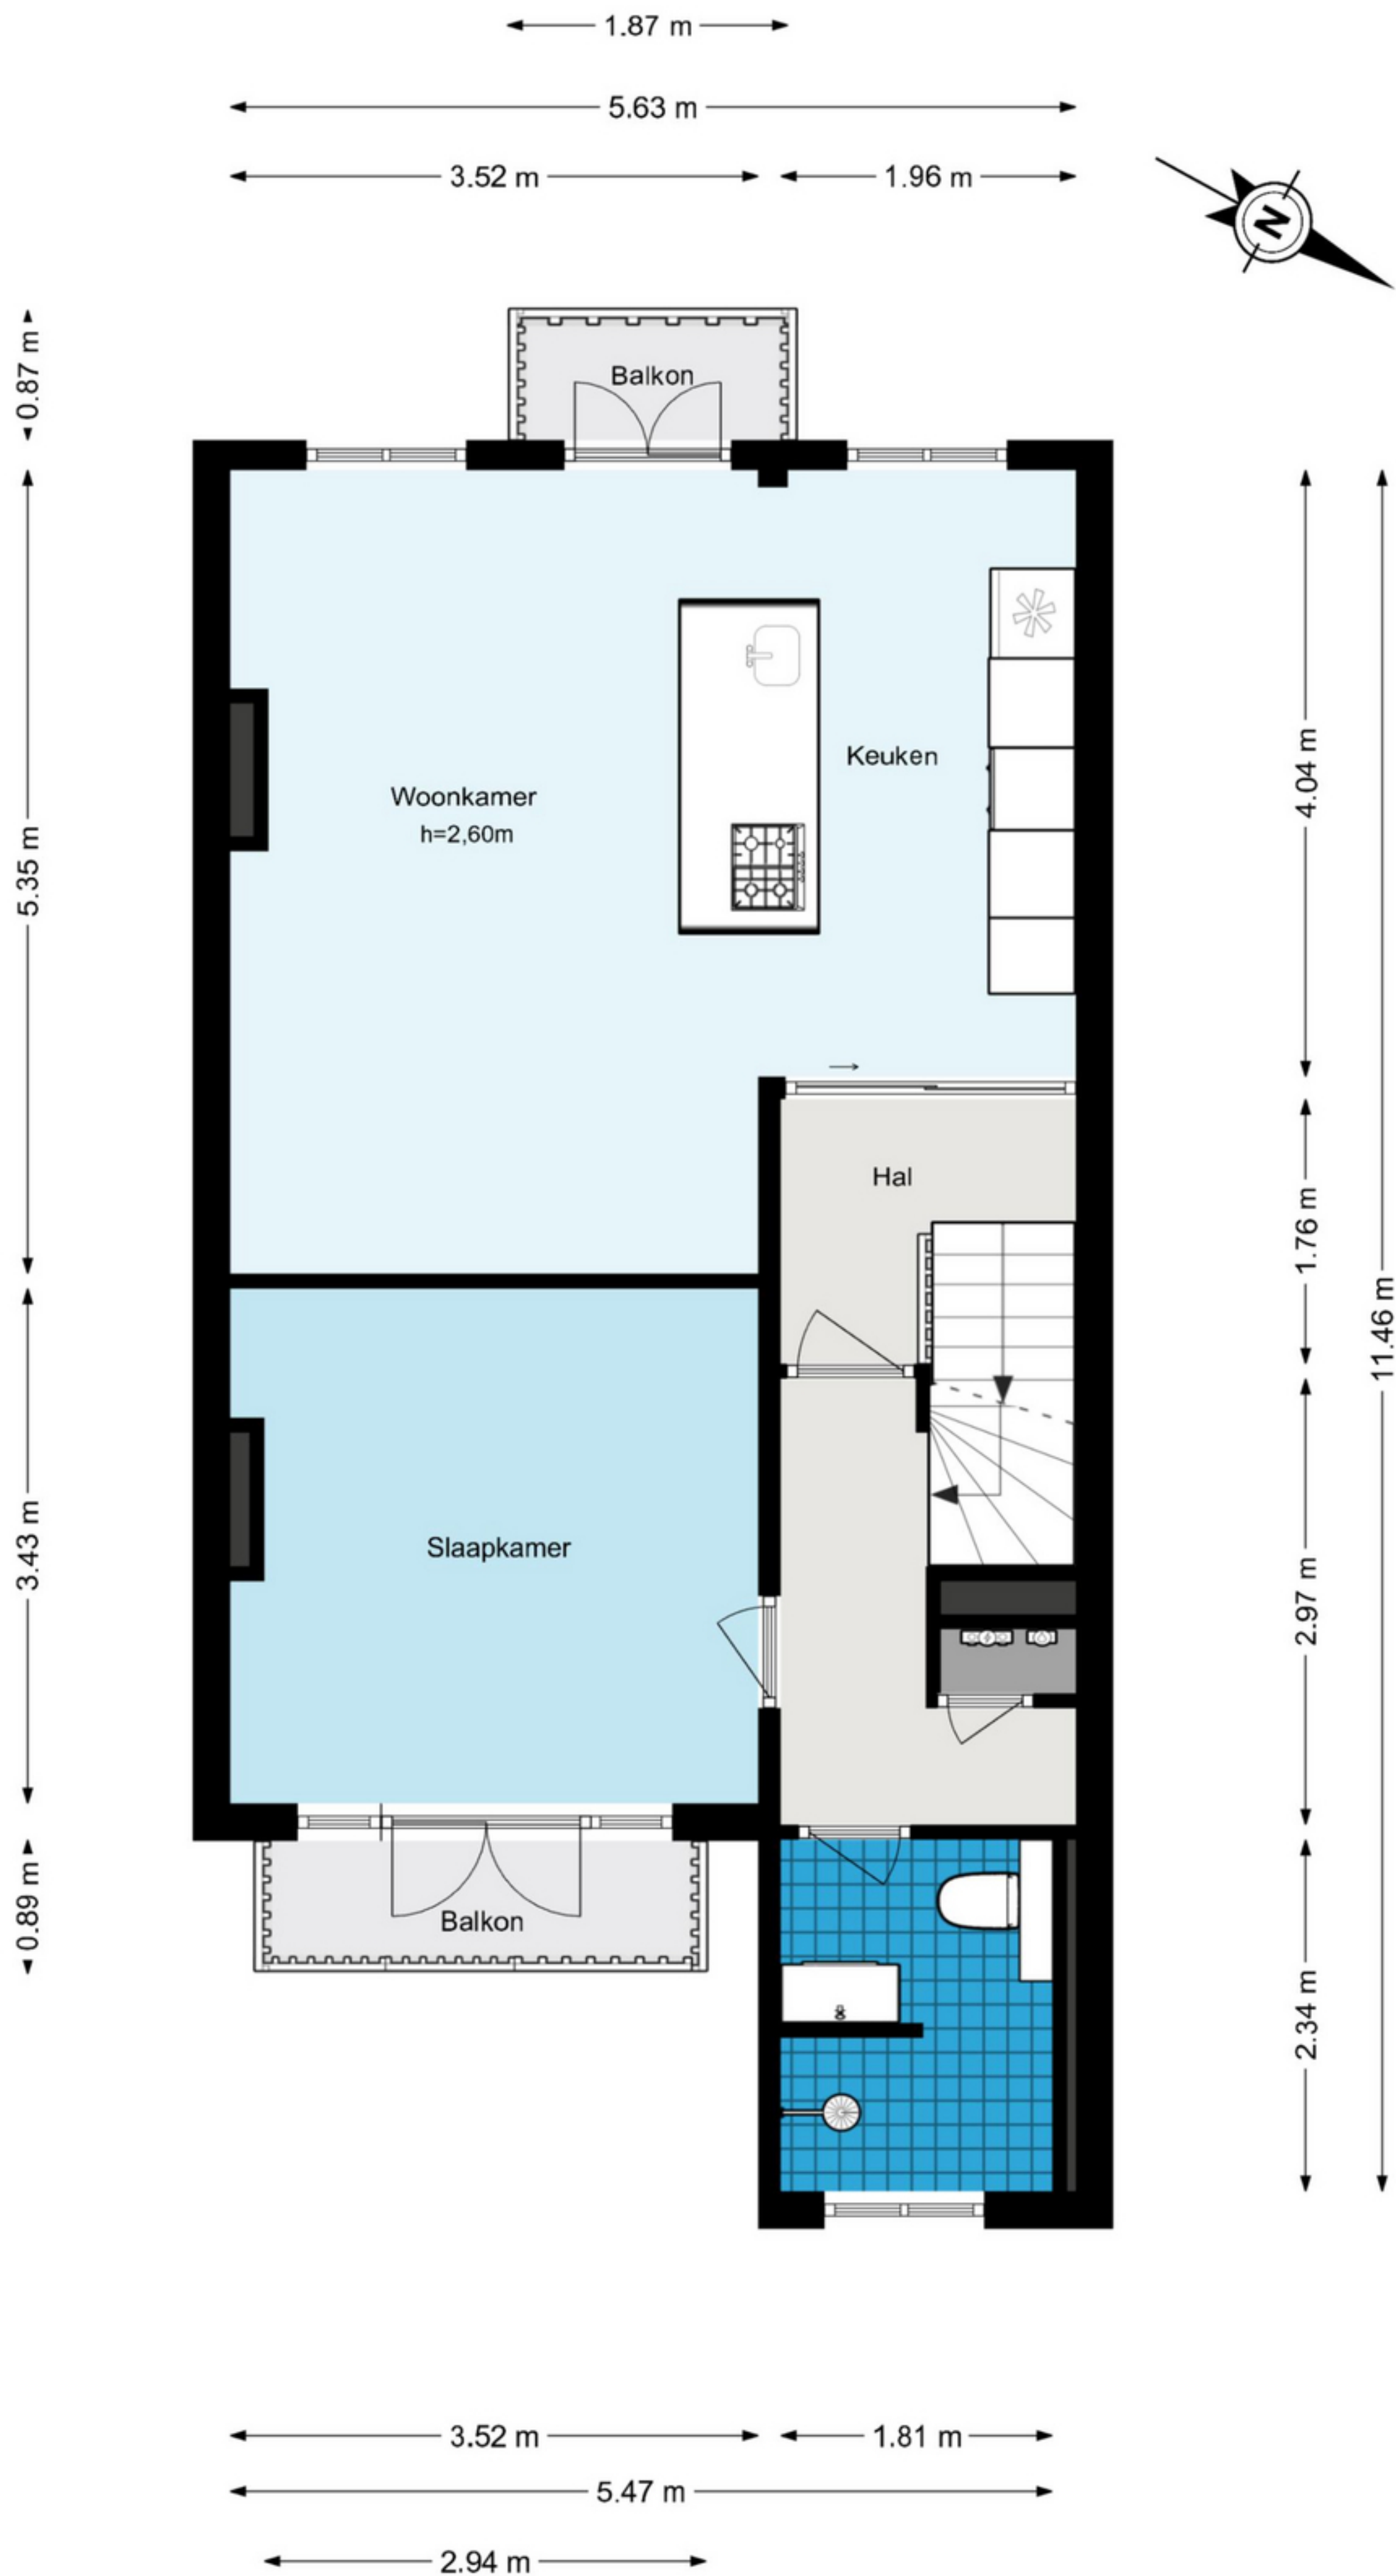 1.87 m
5.63 m
3.52 m
1.96 m
N
0.87 m
Balkon
5.35 m
4.04 m
Keuken
Woonkamer
h=2,60m
Hal
1.76 m
11.46 m
3.43 m
Slaapkamer
2.97 m
0.89 m
Balkon
2.34 m
3.52 m
1.81 m
5.47 m
2.94 m